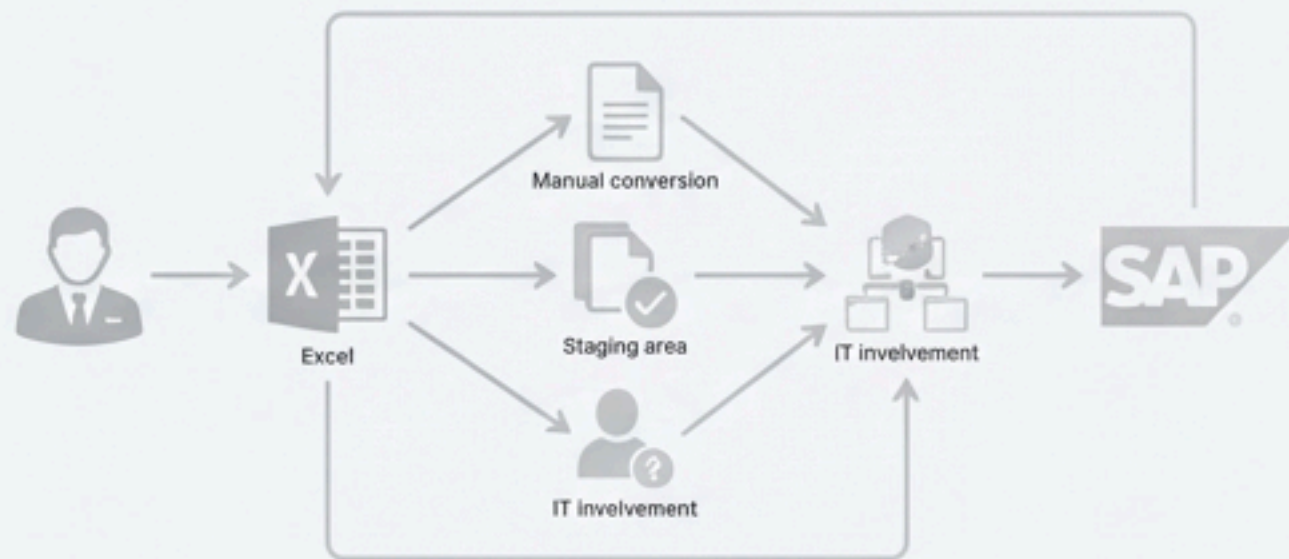 Manual conversion
X
SAP
®
Excel
Staging area
IT invelvement
?
IT invelvement